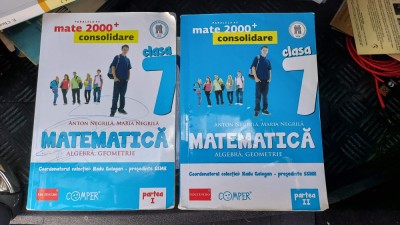 mate 2000+
consolidare
clasa
7
ANTON NEGRILĂ, MARIA NEGRILĂ
MATEMATICĂ
ALGEBRĂ, GEOMETRIE
Coordonatorul colecției: Radu Gologan - președinte SSMR
COMPER
partea
I
mate 2000+
consolidare
clasa
7
ANTON NEGRILĂ, MARIA NEGRILĂ
MATEMATICĂ
ALGEBRĂ, GEOMETRIE
Coordonatorul colecției: Radu Gologan - președinte SSMR
COMPER
partea
II